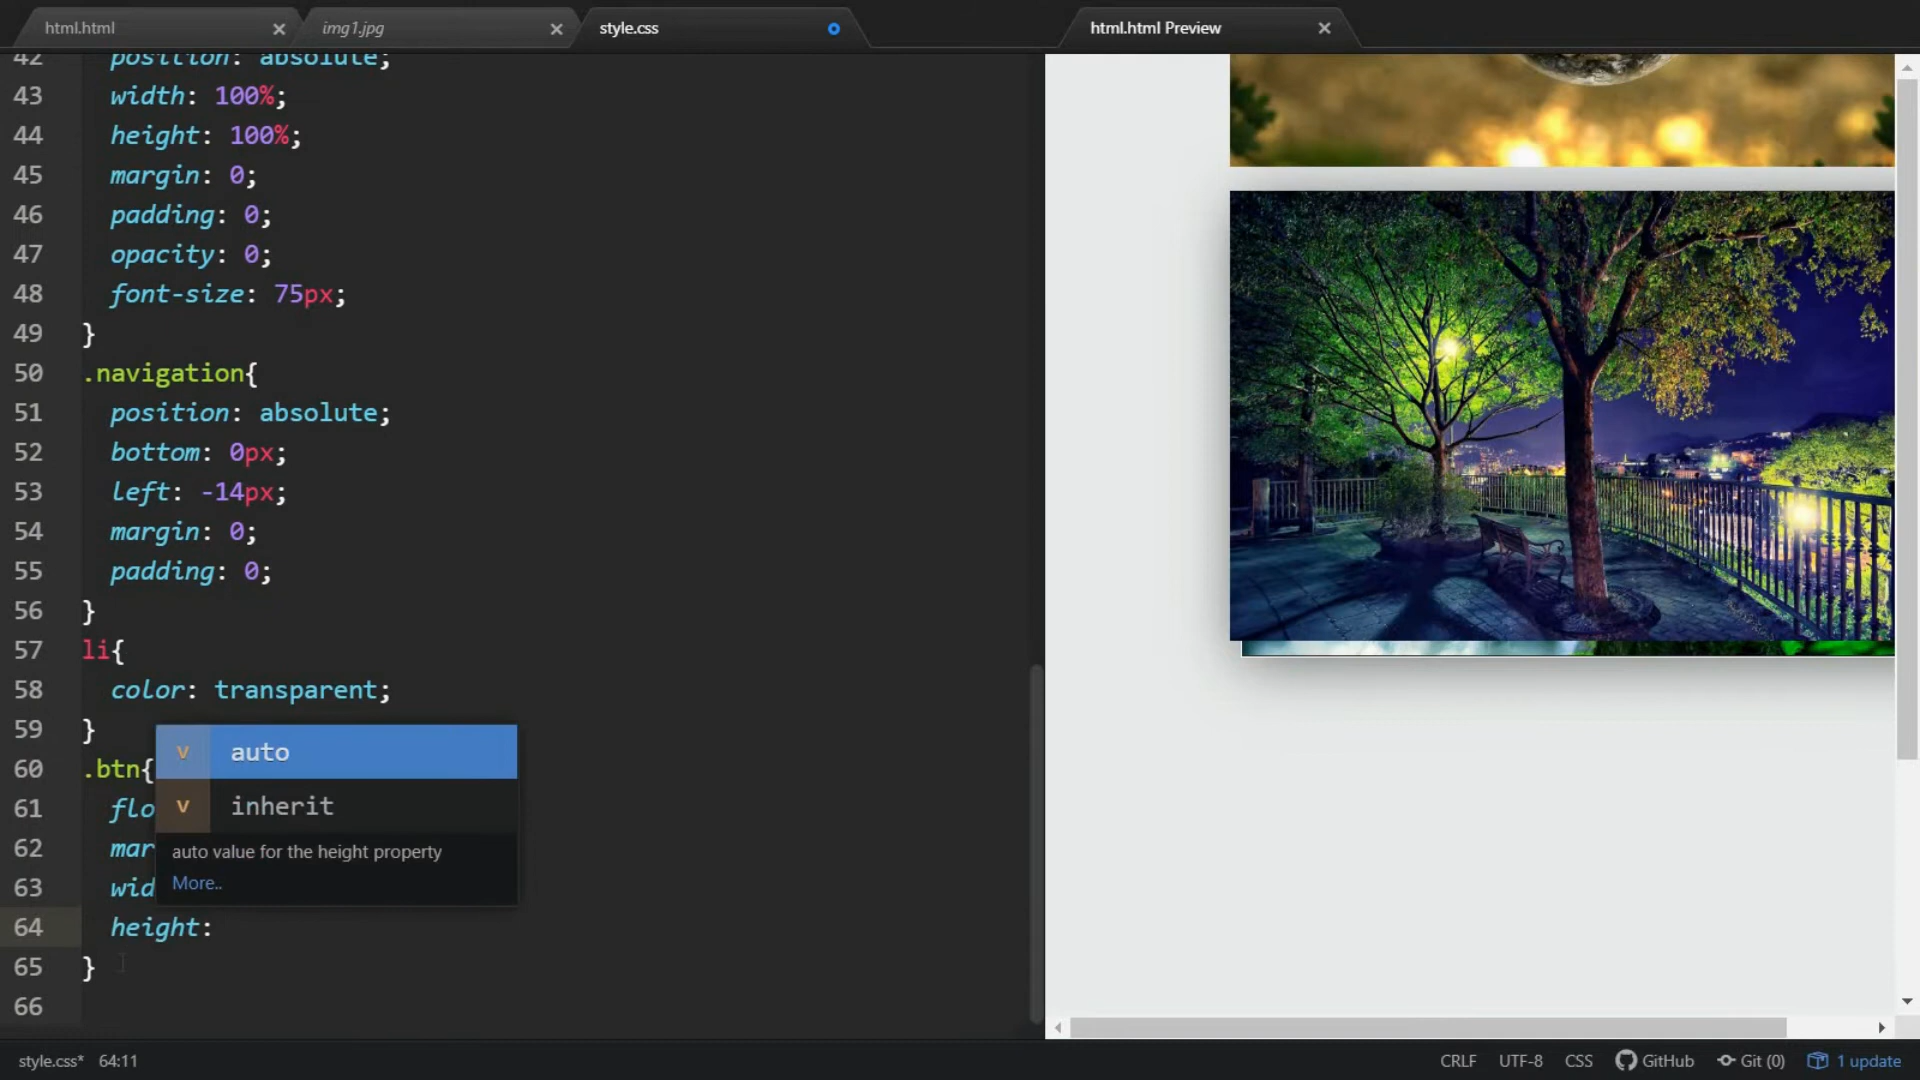 html.html
img1.jpg
style.css
html.html Preview
42 position: absolute;
43 width: 100%;
44 height: 100%;
45 margin: 0;
46 padding: 0;
47 opacity: 0;
48 font-size: 75px;
49 }
50 .navigation{
51 position: absolute;
52 bottom: 0px;
53 left: -14px;
54 margin: 0;
55 padding: 0;
56 }
57 li{
58 color: transparent;
59 }
v auto
60 .btn{
61 flo
v inherit
62 mar
auto value for the height property
63 wid
More..
64 height:
65 }
66
style.css* 64:11
CRLF UTF-8 CSS GitHub Git (0) 1 update